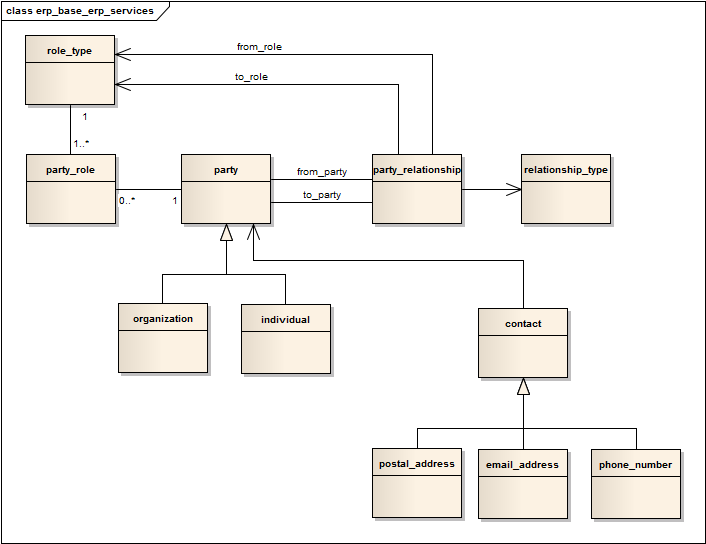 class erp_base_erp_services
role_type
from_role
to_role
1
1..*
party_role
party
from_party
party_relationship
relationship_type
to_party
0..*
1
organization
individual
contact
postal_address
email_address
phone_number